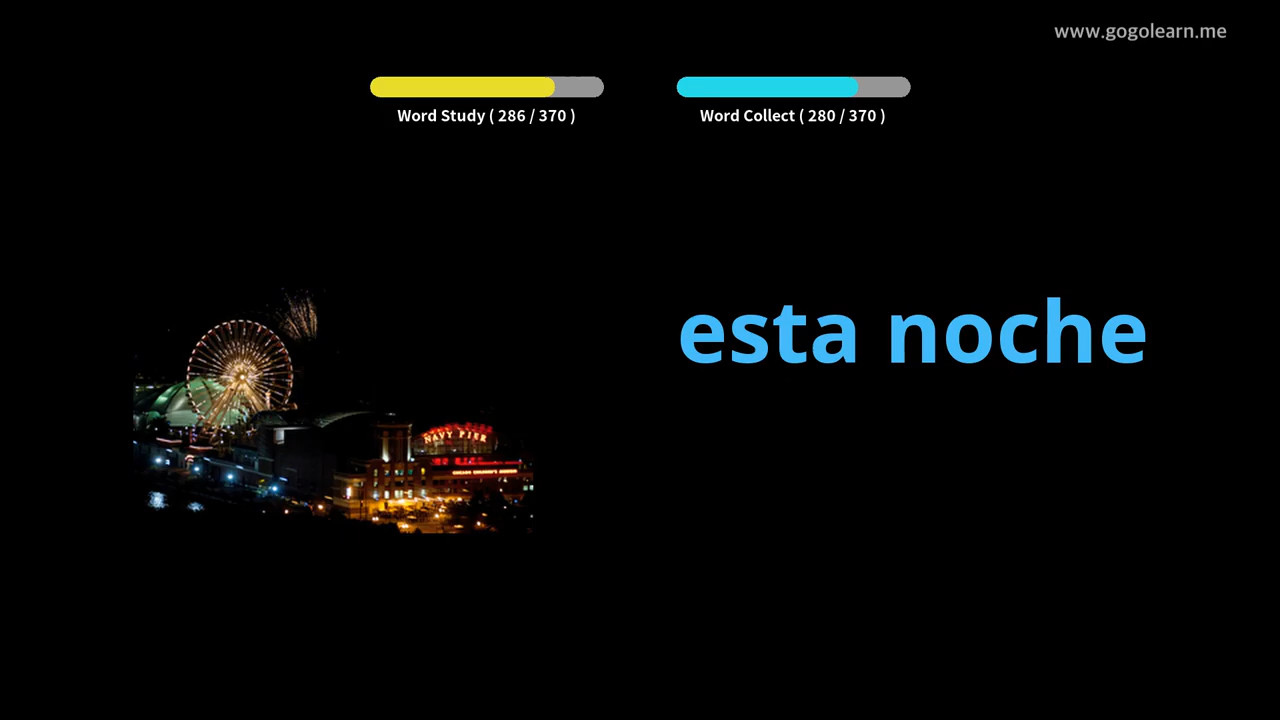 www.gogolearn.me
Word Study ( 286 / 370 )
Word Collect ( 280 / 370 )
esta noche
NAVY PIER